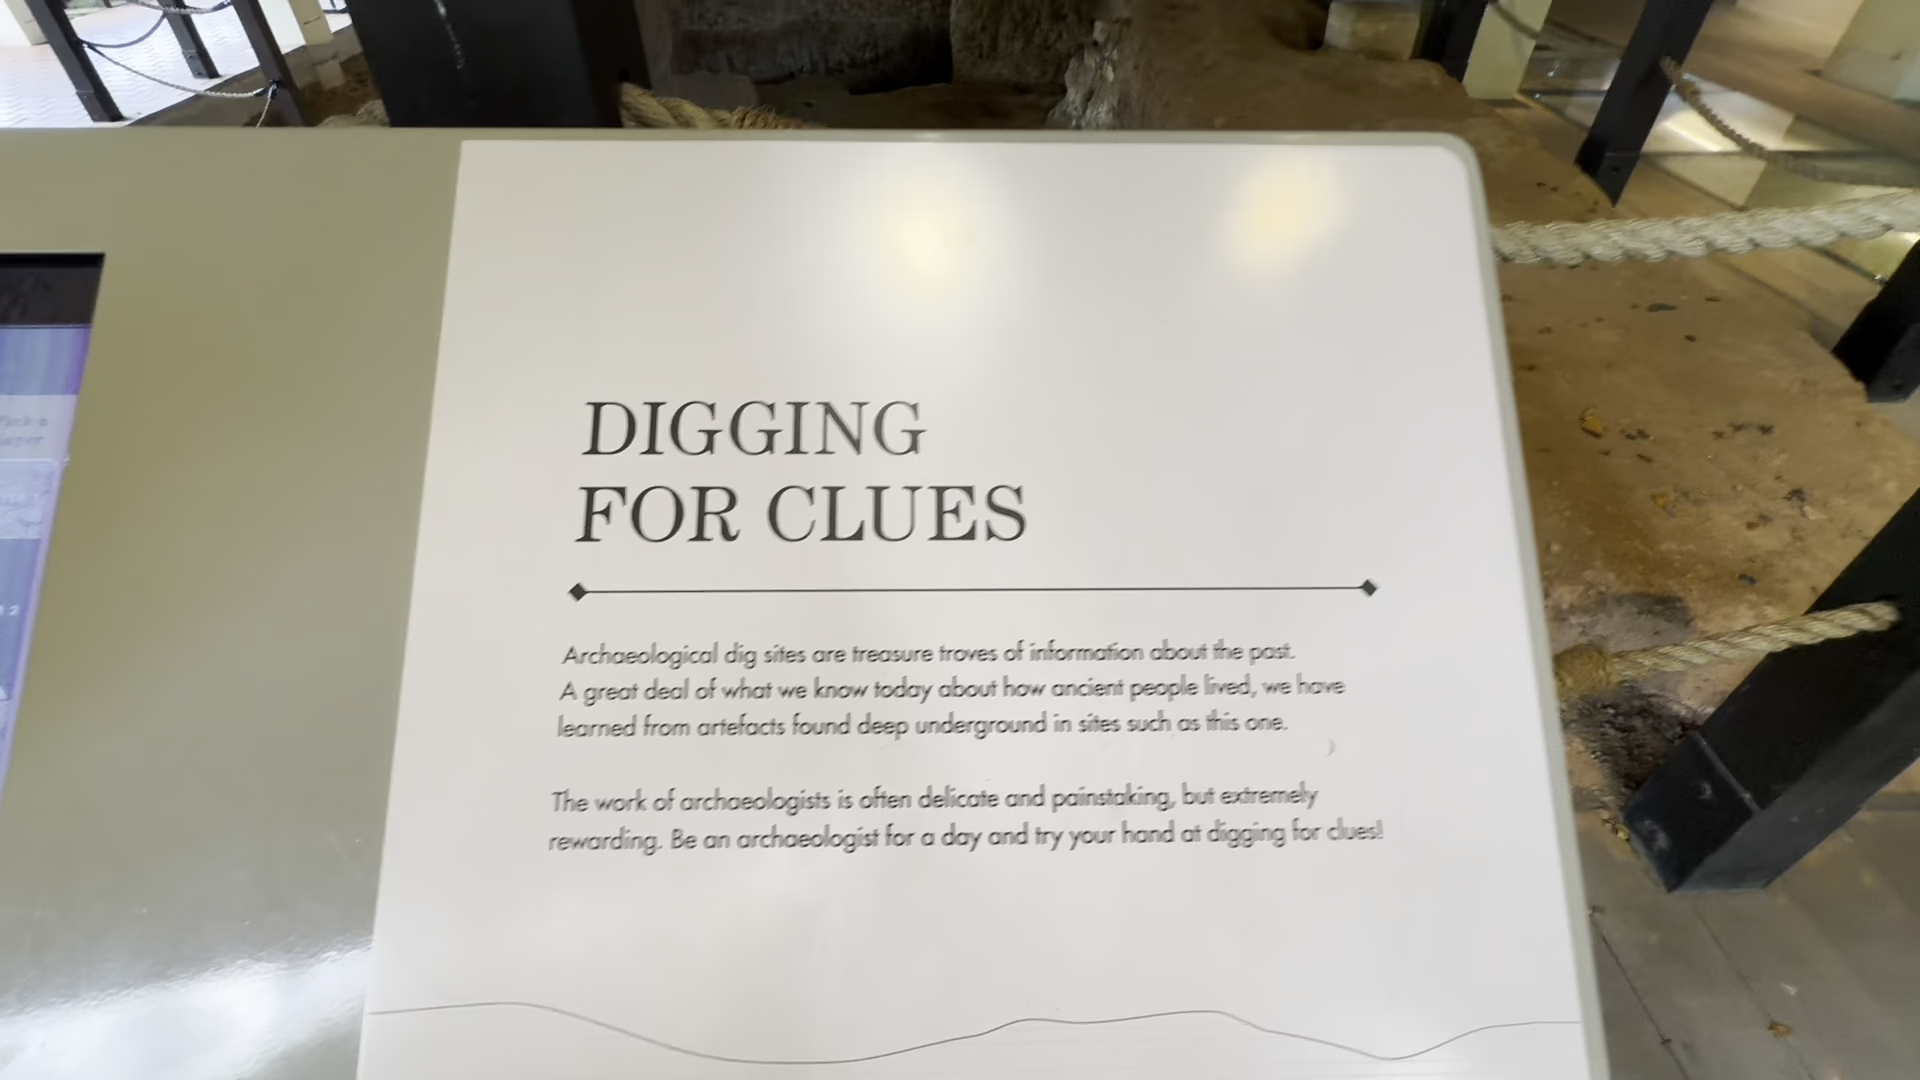 DIGGING
FOR CLUES
Archaeological dig sites are treasure troves of information about the past.
A great deal of what we know today about how ancient people lived, we have
learned from artefacts found deep underground in sites such as this one.
The work of archaeologists is often delicate and painstaking, but extremely
rewarding. Be an archaeologist for a day and try your hand at digging for clues!